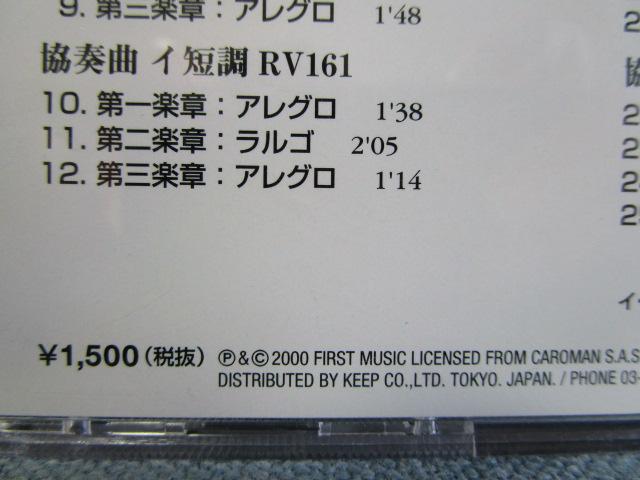 9. 第三楽章：アレグロ 1'48
協奏曲 イ短調 RV161
10. 第一楽章：アレグロ 1'38
11. 第二楽章：ラルゴ 2'05
12. 第三楽章：アレグロ 1'14
¥1,500（税抜）
Ⓟ&© 2000 FIRST MUSIC LICENSED FROM CAROMAN S.A.S
DISTRIBUTED BY KEEP CO.,LTD. TOKYO. JAPAN. / PHONE 03-